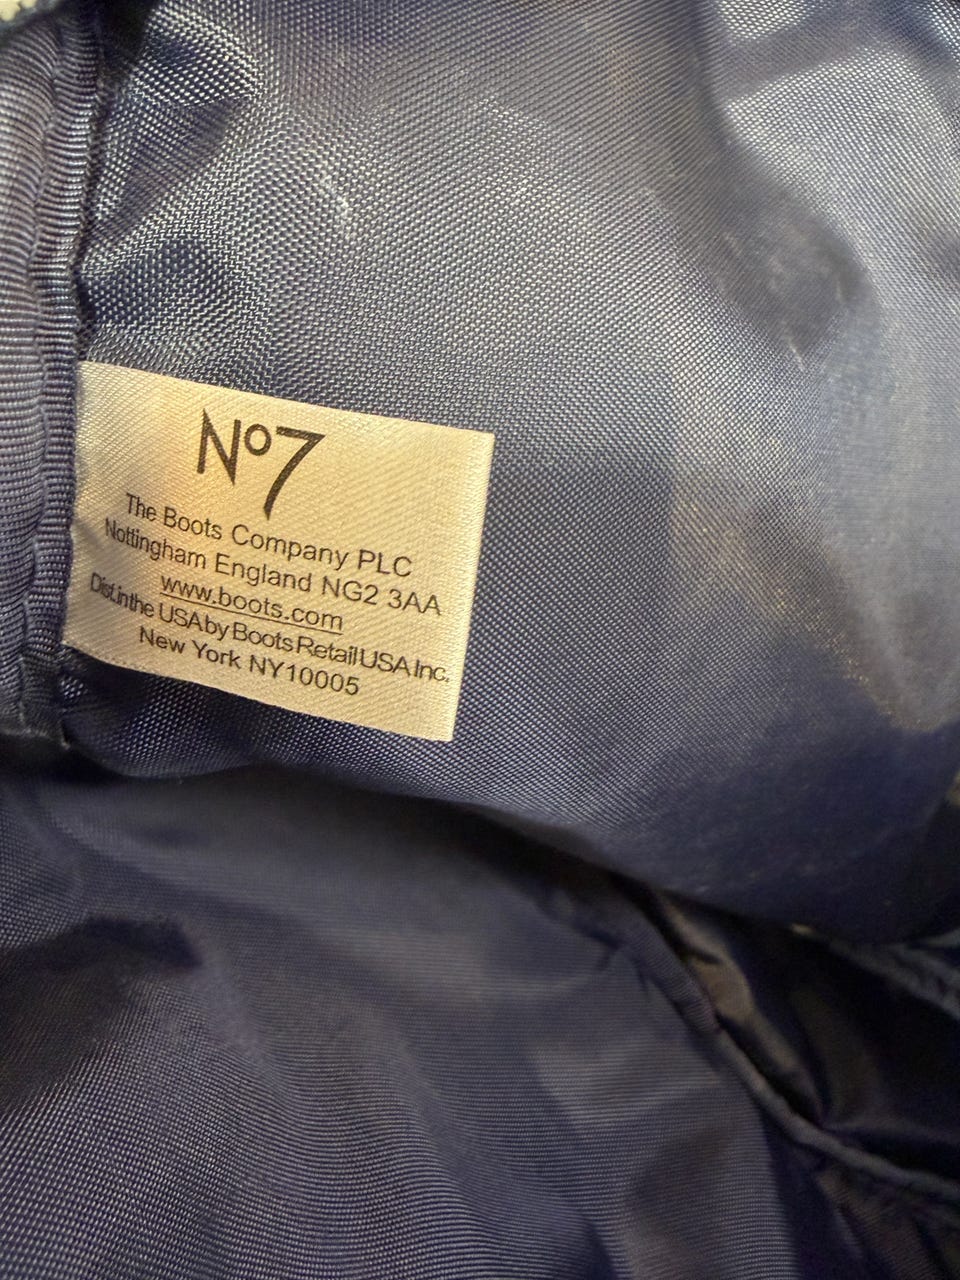 Nº7
The Boots Company PLC
Nottingham England NG2 3AA
www.boots.com
Dist.in the USA by Boots Retail USA Inc.
New York NY10005